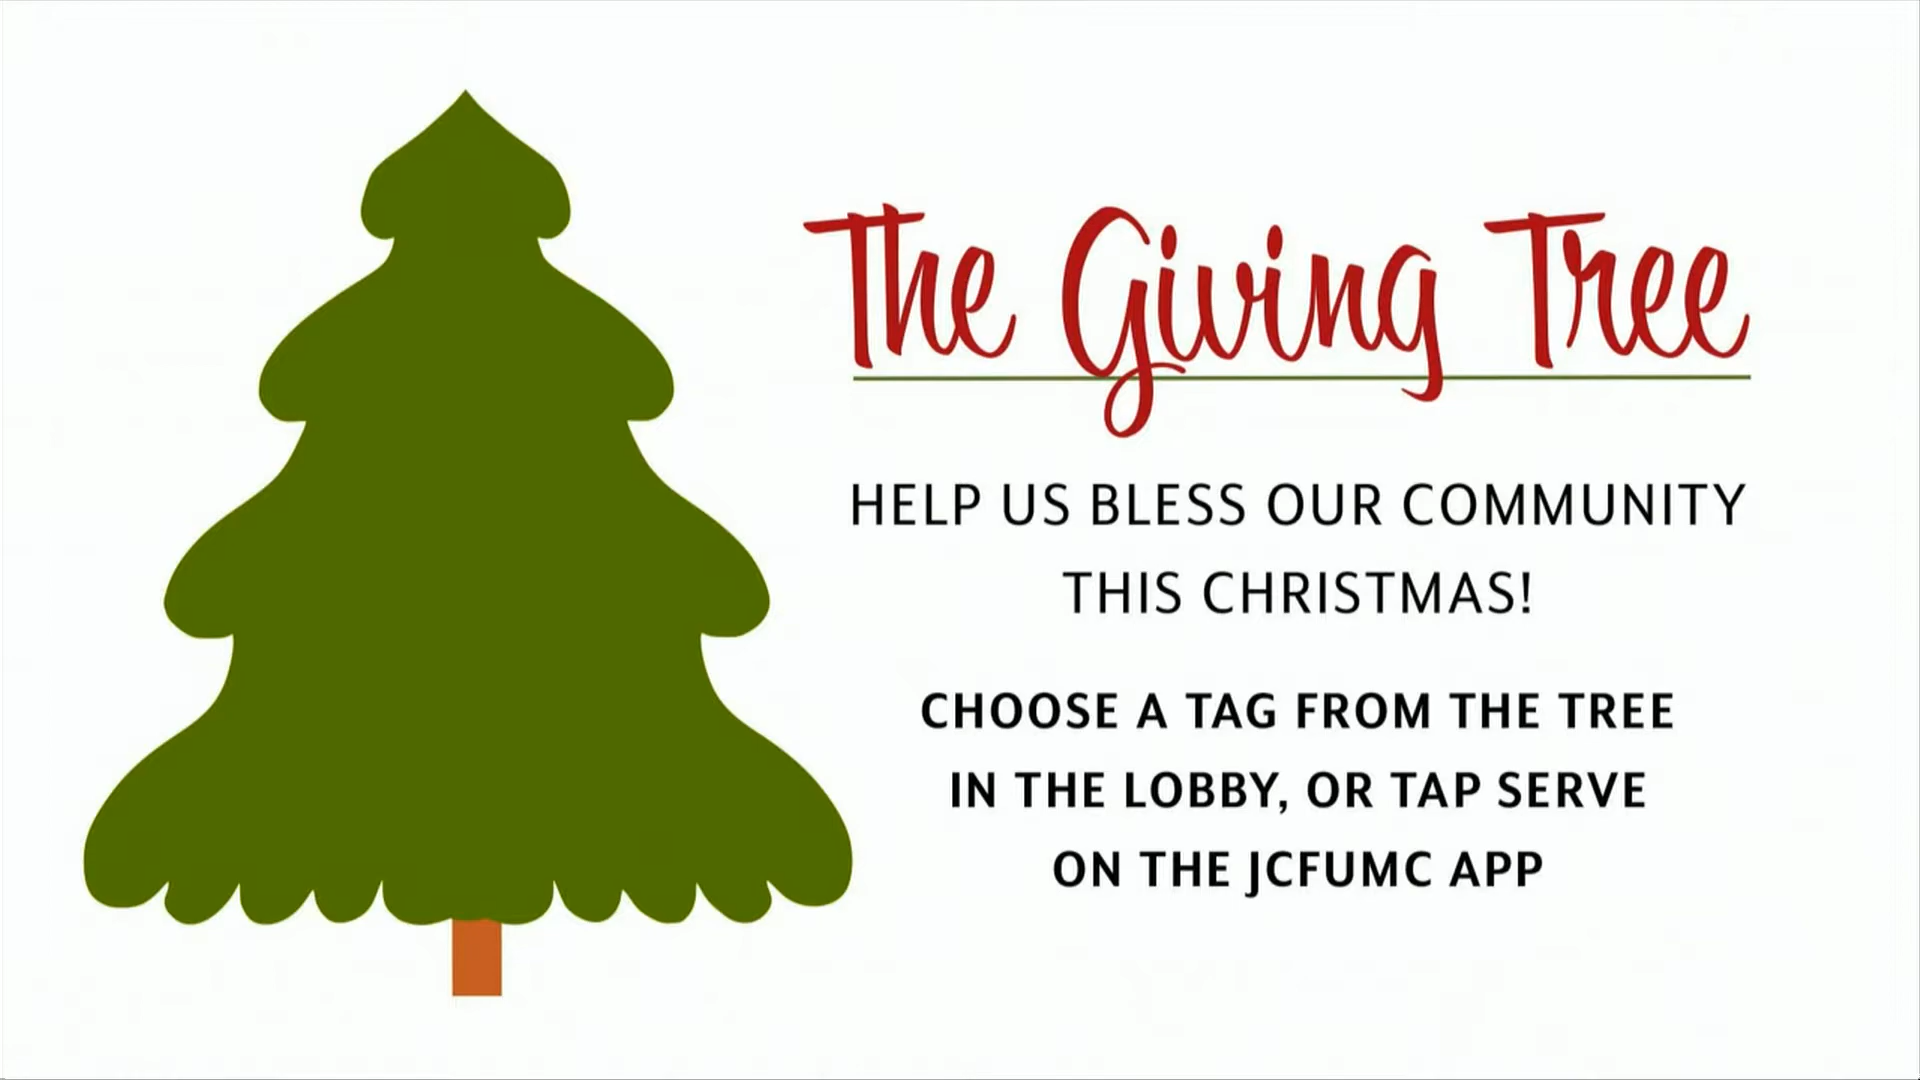 The Giving Tree
HELP US BLESS OUR COMMUNITY
THIS CHRISTMAS!
CHOOSE A TAG FROM THE TREE
IN THE LOBBY, OR TAP SERVE
ON THE JCFUMC APP